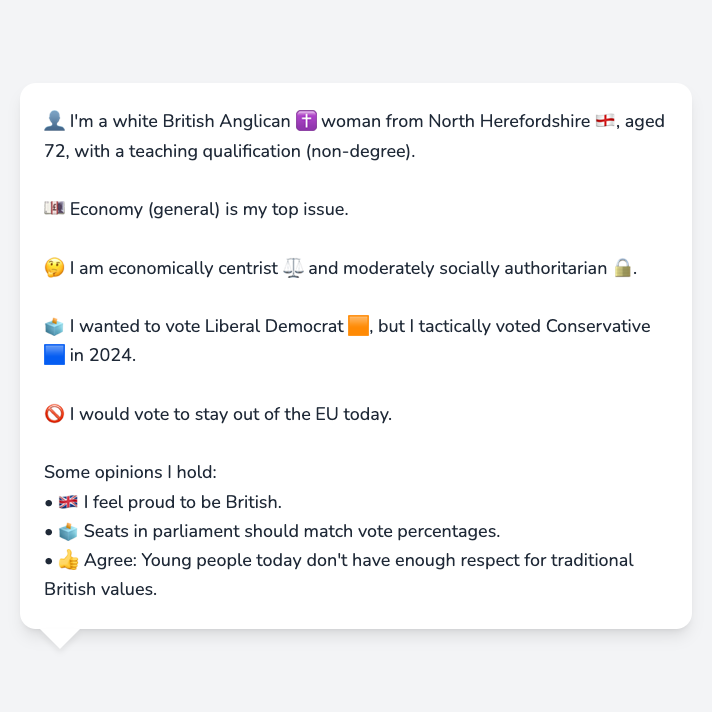 👤 I'm a white British Anglican ✝️ woman from North Herefordshire 🏴󠁧󠁢󠁥󠁮󠁧󠁿, aged
72, with a teaching qualification (non-degree).
💷 Economy (general) is my top issue.
🤔 I am economically centrist ⚖️ and moderately socially authoritarian 🔒.
🗳️ I wanted to vote Liberal Democrat 🟧, but I tactically voted Conservative
🟦 in 2024.
🚫 I would vote to stay out of the EU today.
Some opinions I hold:
• 🇬🇧 I feel proud to be British.
• 🗳️ Seats in parliament should match vote percentages.
• 👍 Agree: Young people today don't have enough respect for traditional
British values.